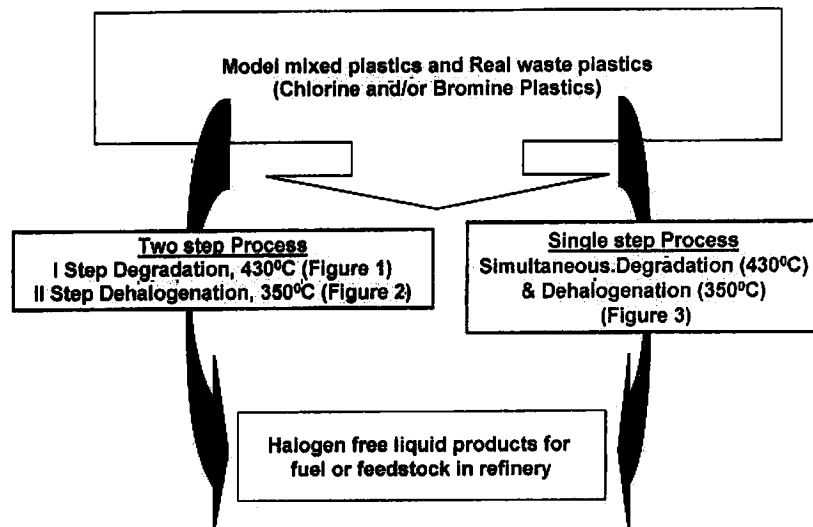 Model mixed plastics and Real waste plastics
(Chlorine and/or Bromine Plastics)
Two step Process
I Step Degradation, 430⁰C (Figure 1)
II Step Dehalogenation, 350⁰C (Figure 2)
Single step Process
Simultaneous Degradation (430⁰C)
& Dehalogenation (350⁰C)
(Figure 3)
Halogen free liquid products for
fuel or feedstock in refinery